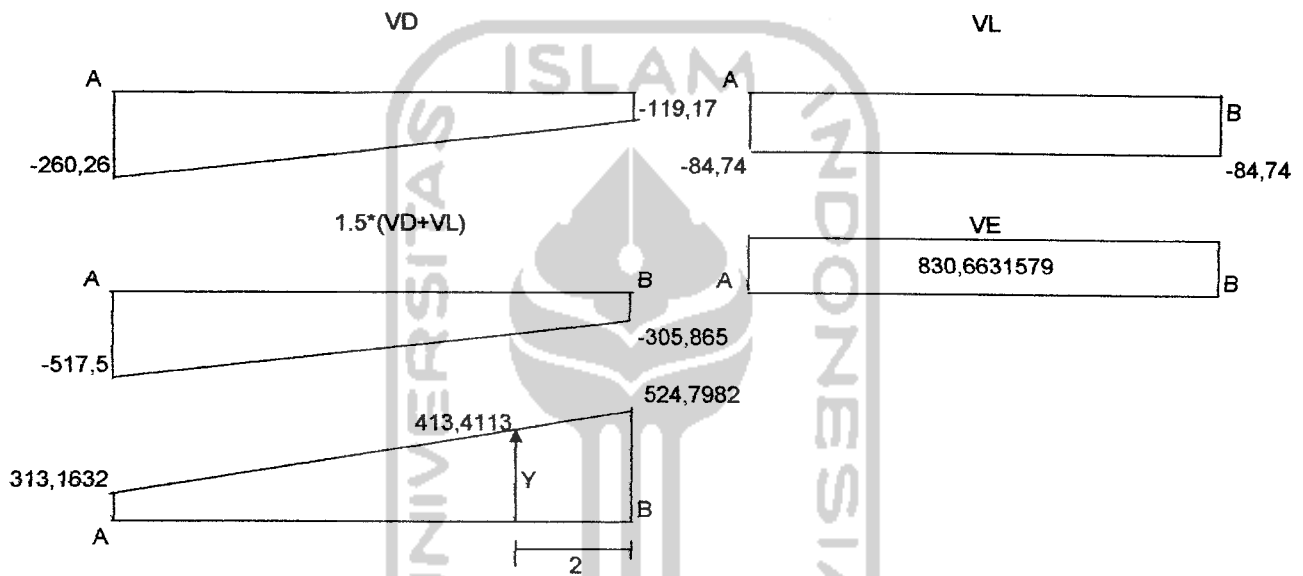 VD
A
-119,17
-260,26
VL
A
B
-84,74
-84,74
1.5*(VD+VL)
A
B
-517,5
-305,865
VE
830,6631579
A
B
524,7982
413,4113
313,1632
Y
A
B
2
UNIVERSITAS
ISLAM
INDONESIA